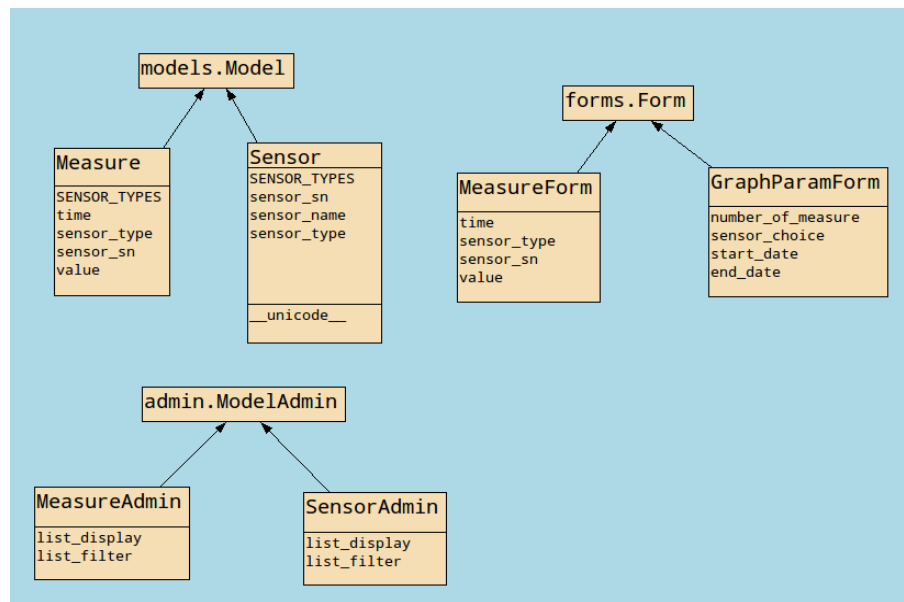 models.Model
Measure
SENSOR_TYPES
time
sensor_type
sensor_sn
value
Sensor
SENSOR_TYPES
sensor_sn
sensor_name
sensor_type
__unicode__
forms.Form
MeasureForm
time
sensor_type
sensor_sn
value
GraphParamForm
number_of_measure
sensor_choice
start_date
end_date
admin.ModelAdmin
MeasureAdmin
list_display
list_filter
SensorAdmin
list_display
list_filter